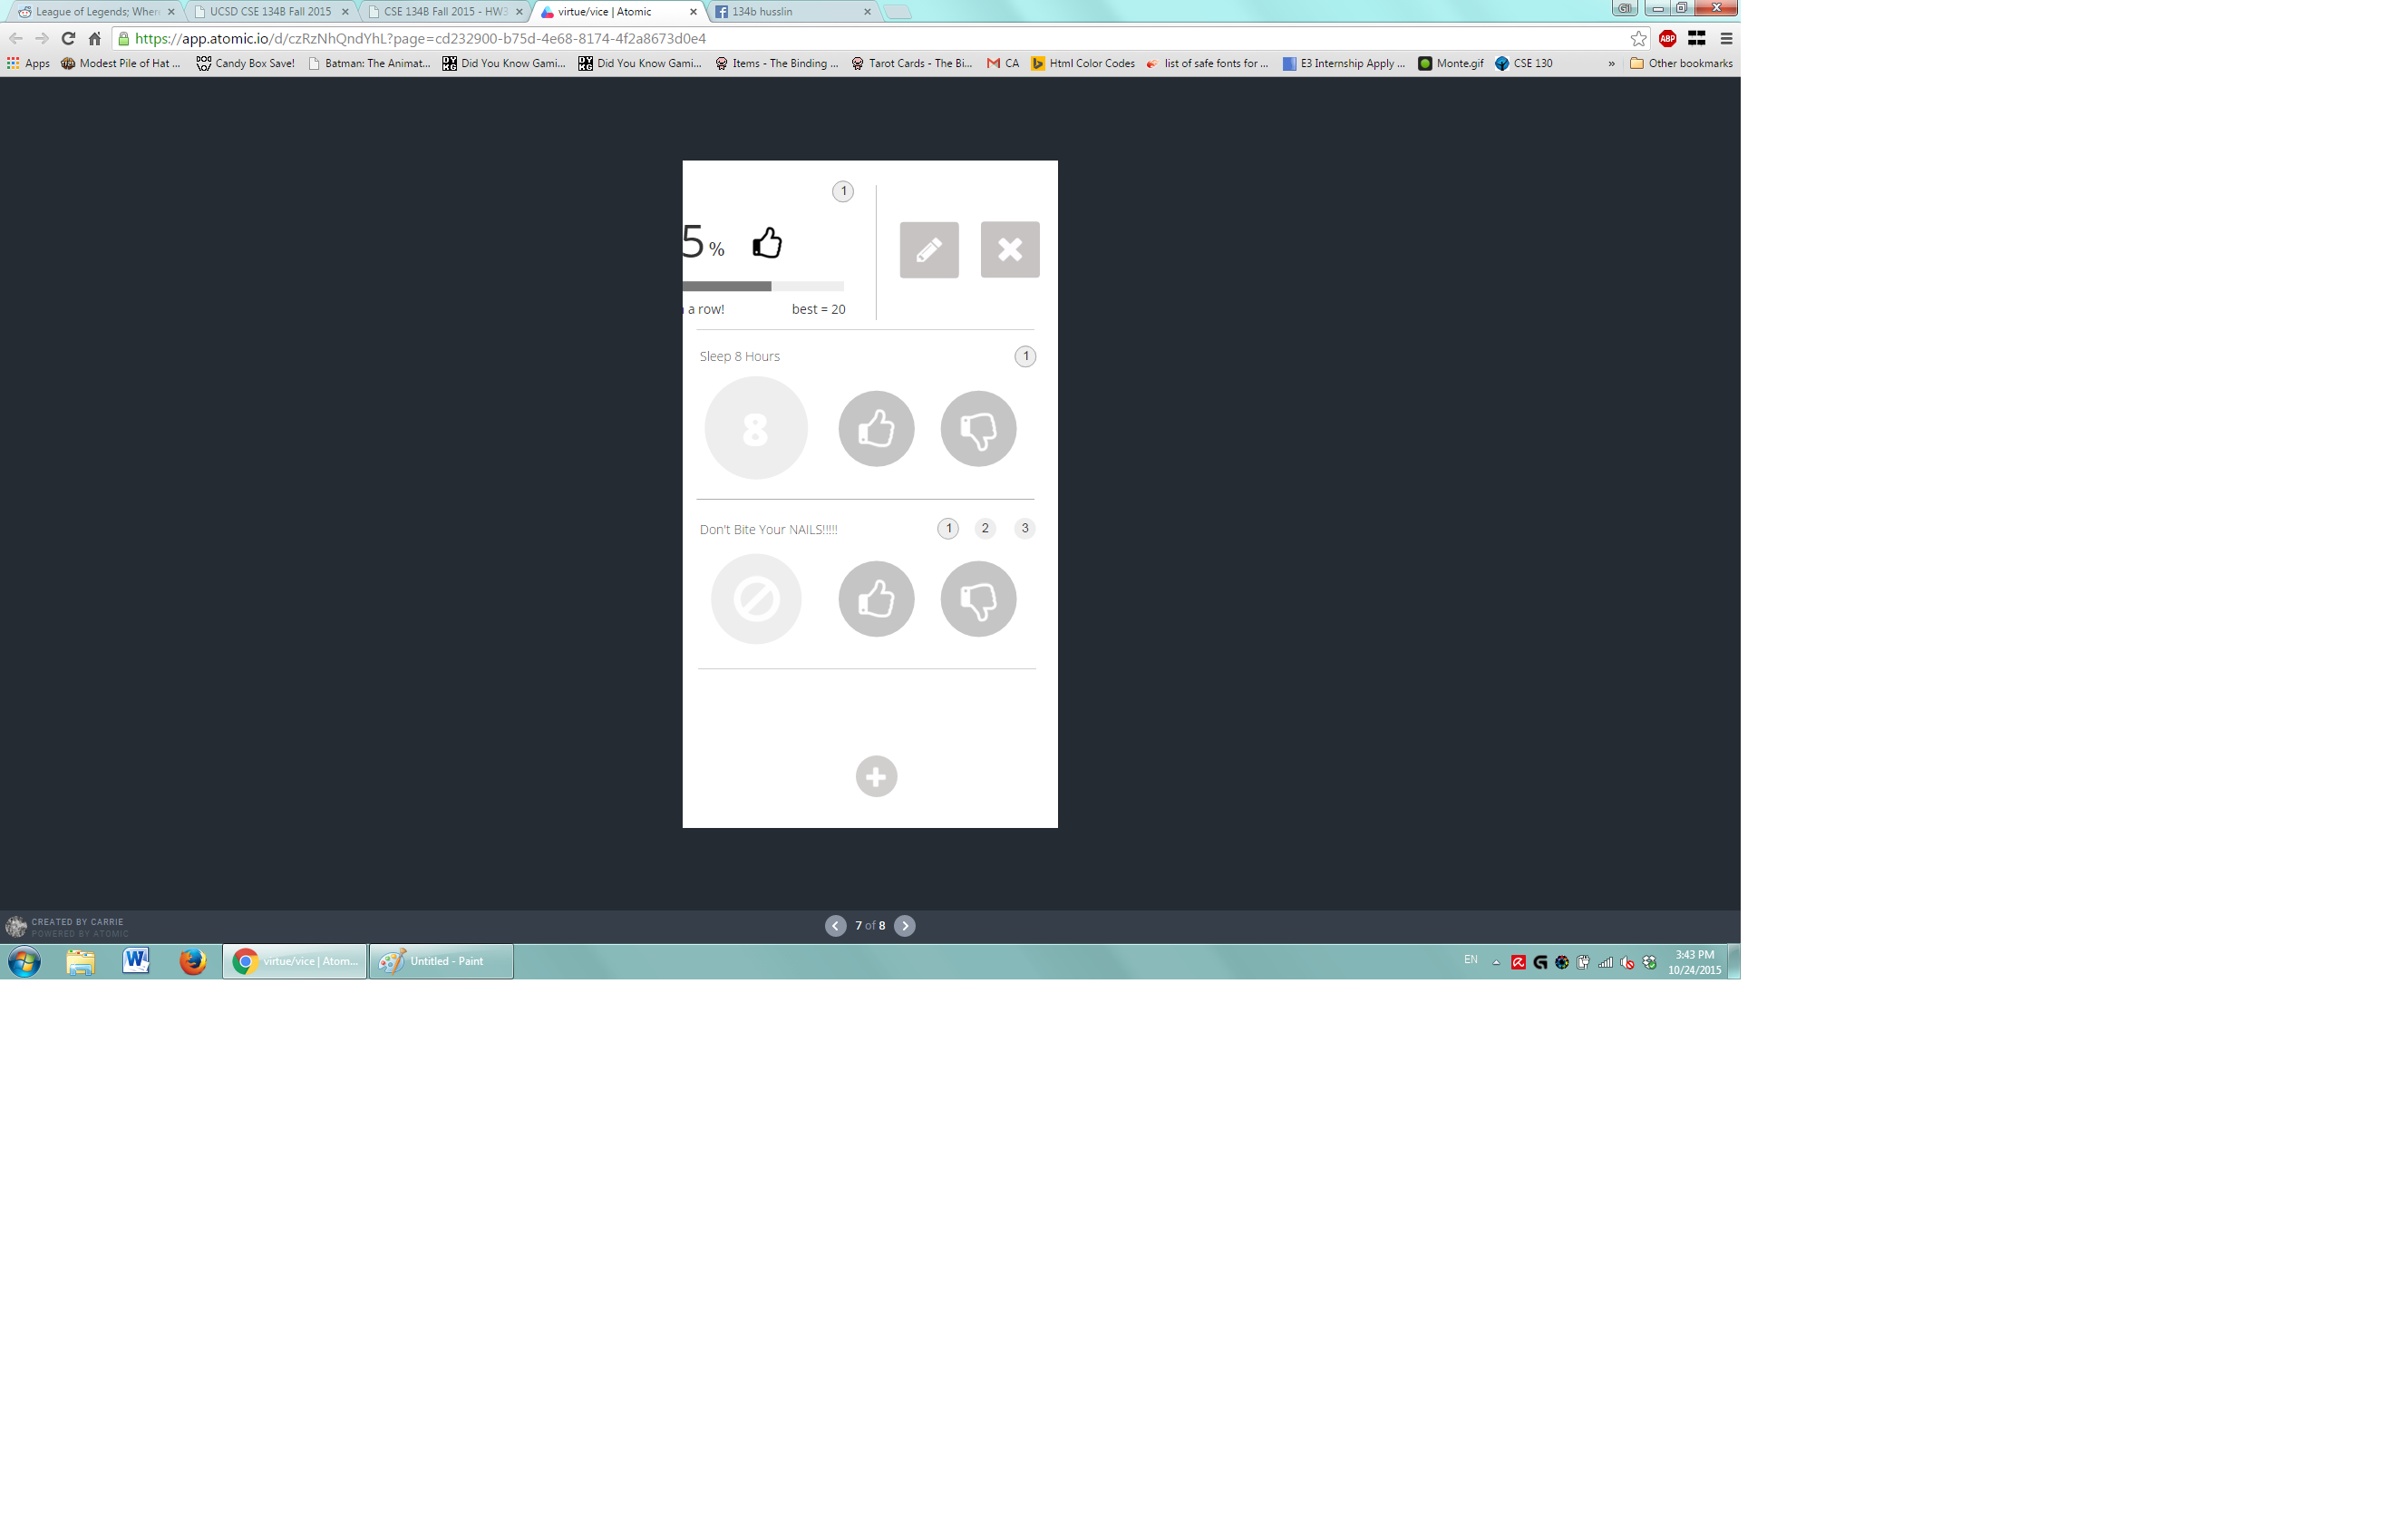 League of Legends; Wher
UCSD CSE 134B Fall 2015
CSE 134B Fall 2015 - HW3
virtue/vice | Atomic
134b husslin
Gil
https://app.atomic.io/d/czRzNhQndYhL?page=cd232900-b75d-4e68-8174-4f2a8673d0e4
ABP
Apps
Modest Pile of Hat ...
Candy Box Save!
Batman: The Animat...
Did You Know Gami...
Did You Know Gami...
Items - The Binding ...
Tarot Cards - The Bi...
CA
Html Color Codes
list of safe fonts for ...
E3 Internship Apply ...
Monte.gif
CSE 130
»
Other bookmarks
1
5 %
a row!
best = 20
Sleep 8 Hours
1
8
Don't Bite Your NAILS!!!!!
1 2 3
CREATED BY CARRIE
POWERED BY ATOMIC
7 of 8
virtue/vice | Atom...
Untitled - Paint
EN
3:43 PM
10/24/2015